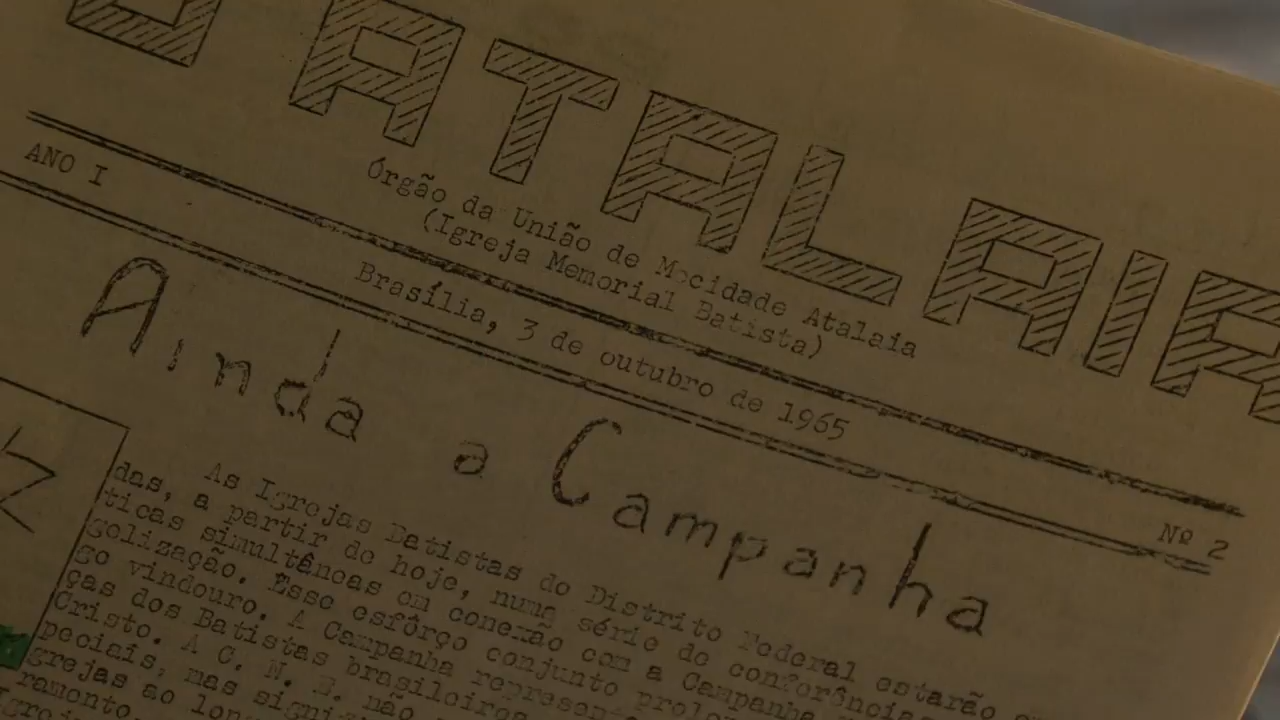 O ATALAIA
Órgão da União de Mocidade Atalaia
(Igreja Memorial Batista)
ANO I
Brasília, 3 de outubro de 1965
Nº 2
Ainda a Campanha
As Igrejas Batistas do Distrito Federal estarão
das, a partir de hoje, numa série de conferências
ticas simultâneas em conexão com a Campanha
golização. Esse esfôrço conjunto
go vindouro. A Campanha
ças dos Batistas brasileiros
Cristo. A C. N. E. não
peciais, mas
grejas ao
ramonto.